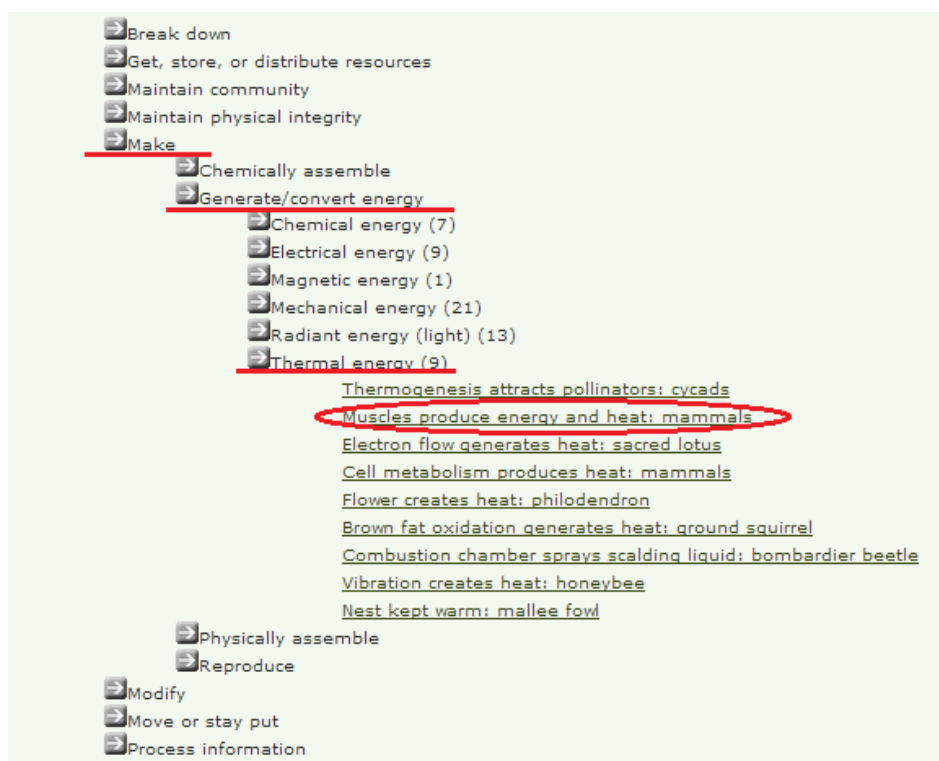 Break down
Get, store, or distribute resources
Maintain community
Maintain physical integrity
Make
Chemically assemble
Generate/convert energy
Chemical energy (7)
Electrical energy (9)
Magnetic energy (1)
Mechanical energy (21)
Radiant energy (light) (13)
Thermal energy (9)
Thermogenesis attracts pollinators: cycads
Muscles produce energy and heat: mammals
Electron flow generates heat: sacred lotus
Cell metabolism produces heat: mammals
Flower creates heat: philodendron
Brown fat oxidation generates heat: ground squirrel
Combustion chamber sprays scalding liquid: bombardier beetle
Vibration creates heat: honeybee
Nest kept warm: mallee fowl
Physically assemble
Reproduce
Modify
Move or stay put
Process information